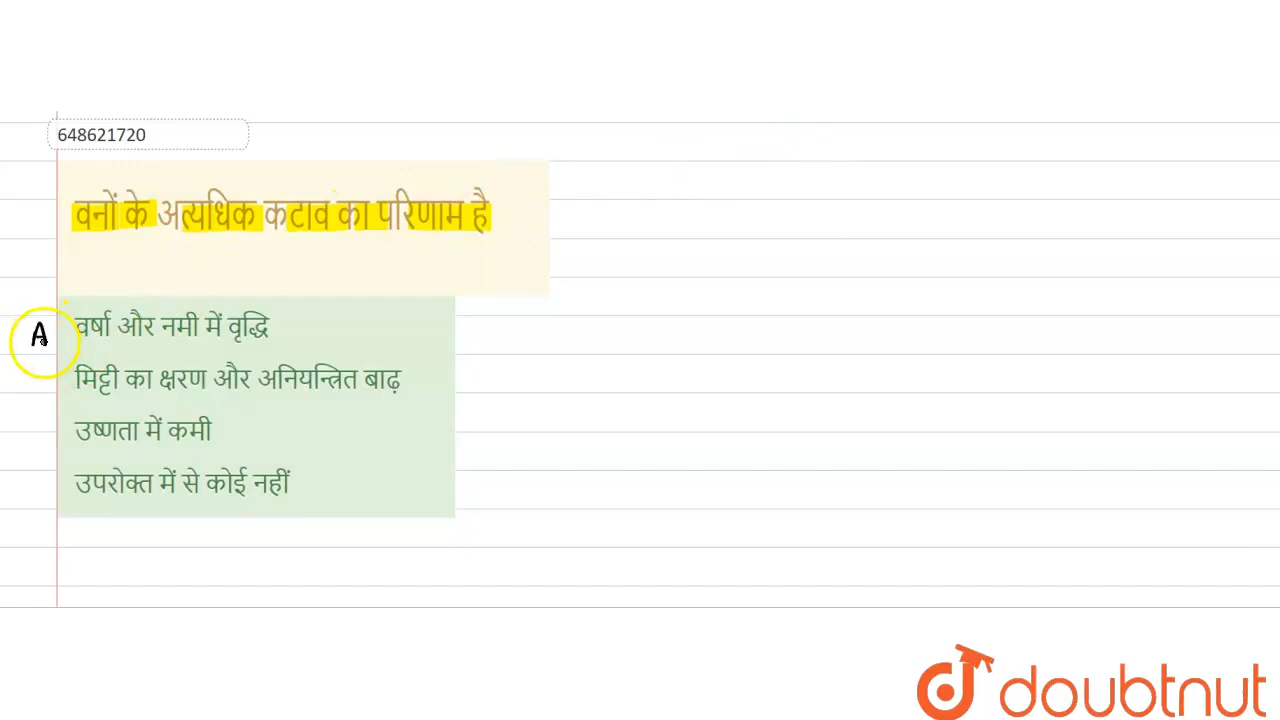 648621720
वनों के अत्यधिक कटाव का परिणाम है
A
वर्षा और नमी में वृद्धि
मिट्टी का क्षरण और अनियन्त्रित बाढ़
उष्णता में कमी
उपरोक्त में से कोई नहीं
doubtnut